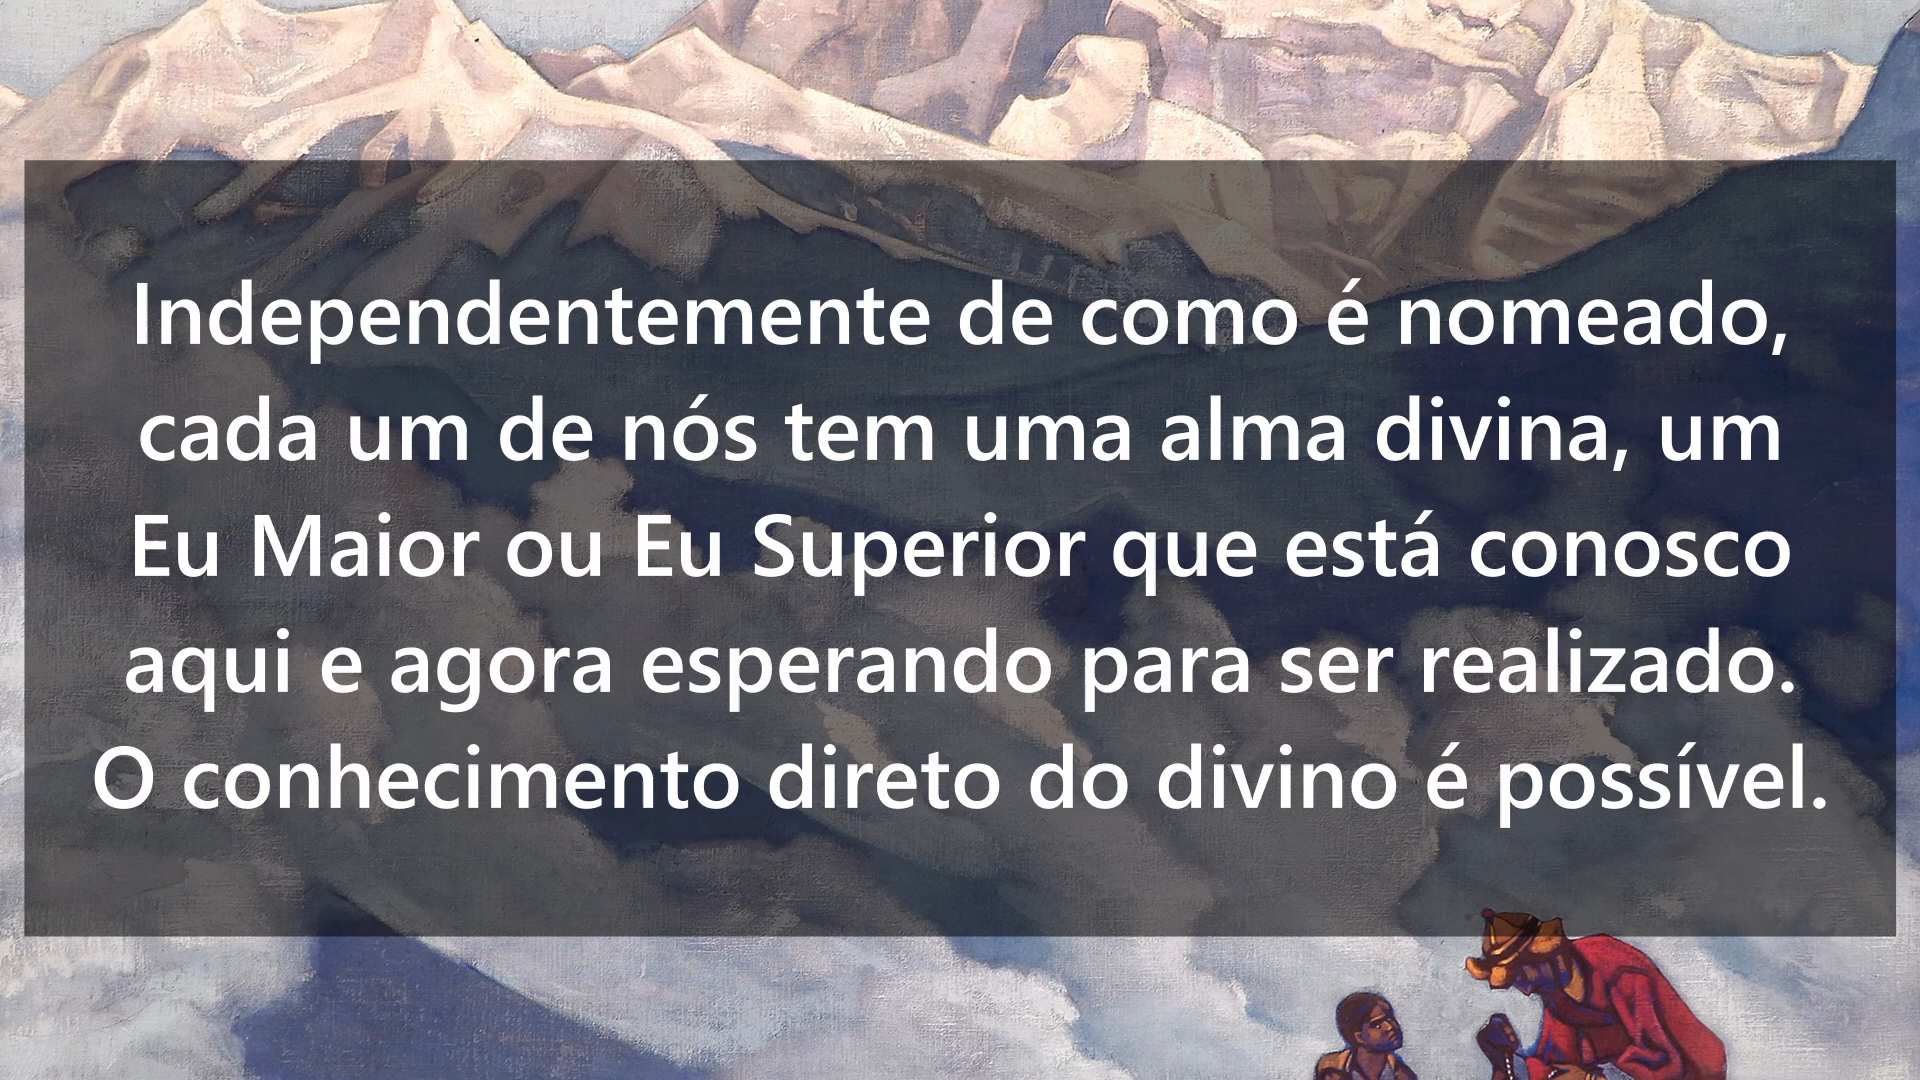 Independentemente de como é nomeado,
cada um de nós tem uma alma divina, um
Eu Maior ou Eu Superior que está conosco
aqui e agora esperando para ser realizado.
O conhecimento direto do divino é possível.